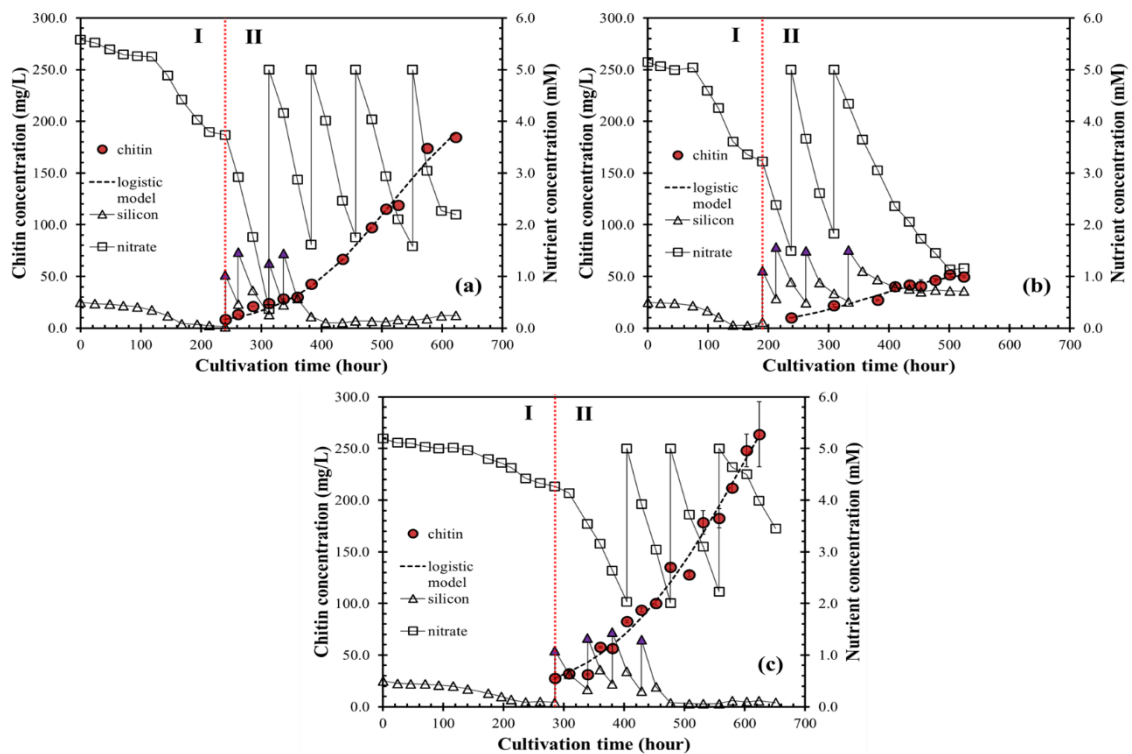 300.0 6.0
I II
250.0 5.0
200.0 4.0
150.0 chitin 3.0
logistic
model
100.0 silicon 2.0
nitrate
50.0 (a) 1.0
0.0 0.0
0 100 200 300 400 500 600 700
Cultivation time (hour)
Chitin concentration (mg/L)
Nutrient concentration (mM)
300.0 6.0
I II
250.0 5.0
200.0 4.0
150.0 chitin 3.0
logistic
model
100.0 silicon 2.0
nitrate
50.0 (b) 1.0
0.0 0.0
0 100 200 300 400 500 600 700
Cultivation time (hour)
Chitin concentration (mg/L)
Nutrient concentration (mM)
300.0 6.0
I II
250.0 5.0
200.0 4.0
150.0 chitin 3.0
logistic
model
100.0 silicon 2.0
nitrate
50.0 (c) 1.0
0.0 0.0
0 100 200 300 400 500 600 700
Cultivation time (hour)
Chitin concentration (mg/L)
Nutrient concentration (mM)